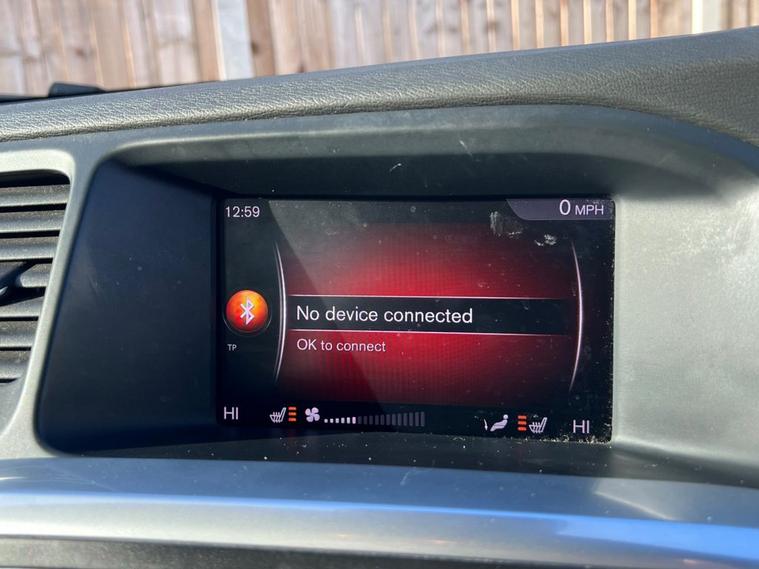 12:59
0 MPH
No device connected
OK to connect
TP
HI
HI